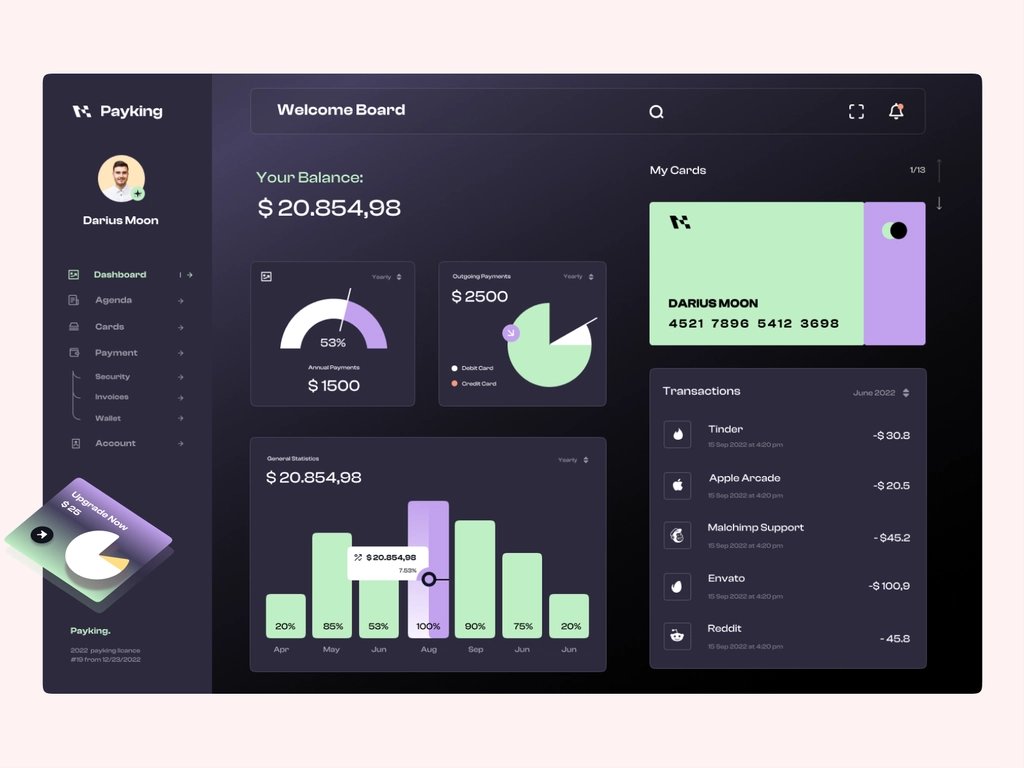 Payking
Darius Moon
Dashboard
Agenda
Cards
Payment
Security
Invoices
Wallet
Account
Upgrade Now
$ 25
Payking.
2022 payking licence
#19 from 12/23/2022
Welcome Board
Your Balance:
$ 20.854,98
Yearly
53%
Annual Payments
$ 1500
Outgoing Payments
Yearly
$ 2500
Debit Card
Credit Card
General Statistics
Yearly
$ 20.854,98
$ 20.854,98
7.53%
20% 85% 53% 100% 90% 75% 20%
Apr May Jun Aug Sep Jun Jun
My Cards 1/13
DARIUS MOON
4521 7896 5412 3698
Transactions June 2022
Tinder
15 Sep 2022 at 4:20 pm
-$ 30.8
Apple Arcade
15 Sep 2022 at 4:20 pm
-$ 20.5
Malchimp Support
15 Sep 2022 at 4:20 pm
- $45.2
Envato
15 Sep 2022 at 4:20 pm
-$ 100,9
Reddit
15 Sep 2022 at 4:20 pm
- 45.8